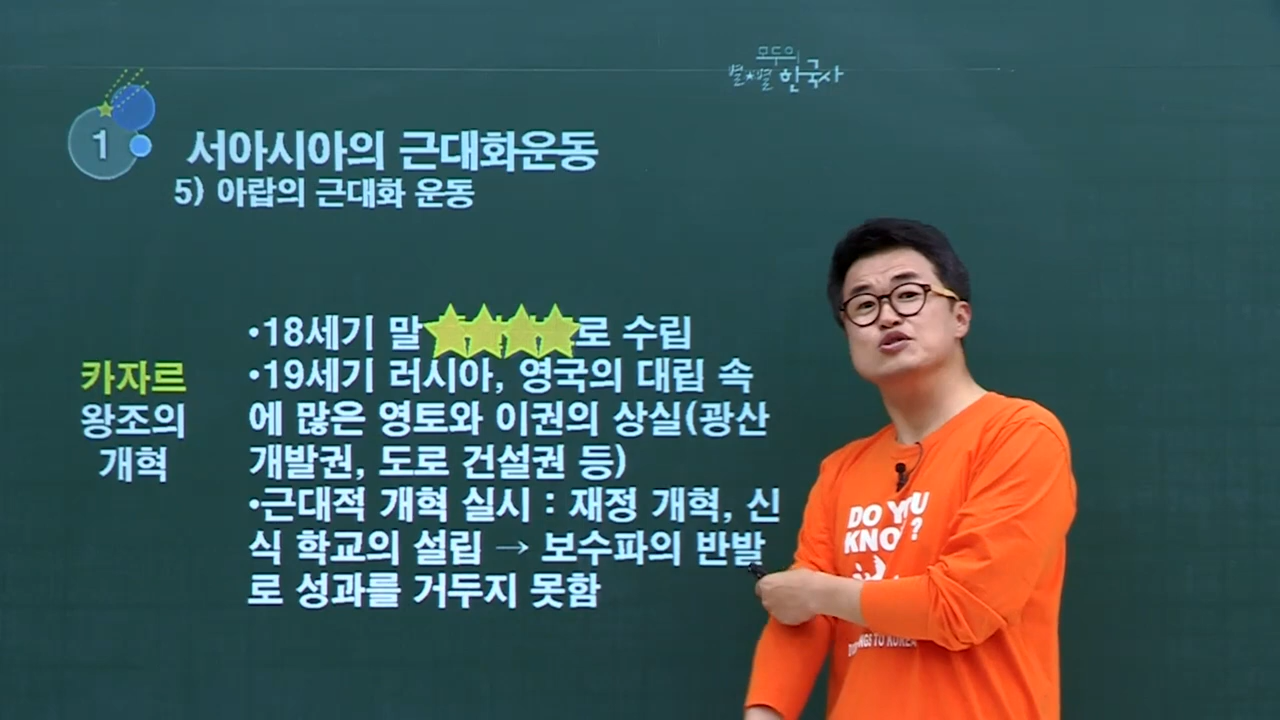 모두의
별★별 한국사
1 서아시아의 근대화운동
5) 아랍의 근대화 운동
카자르
왕조의
개혁
•18세기 말 로 수립
•19세기 러시아, 영국의 대립 속
에 많은 영토와 이권의 상실(광산
개발권, 도로 건설권 등)
•근대적 개혁 실시 : 재정 개혁, 신
식 학교의 설립 → 보수파의 반발
로 성과를 거두지 못함
DO YOU
KNO ?
TO KOREA